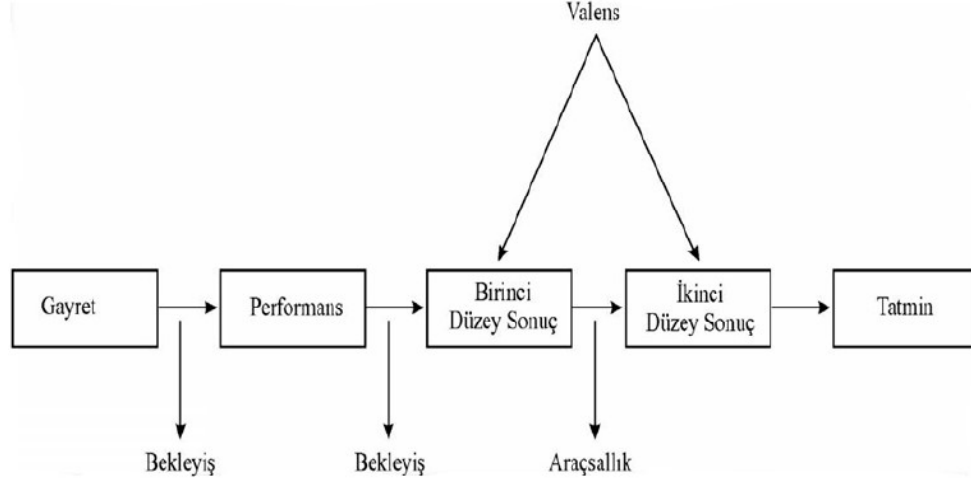 Valens
Gayret
Performans
Birinci
Düzey Sonuç
İkinci
Düzey Sonuç
Tatmin
Bekleyiş
Bekleyiş
Araçsallık